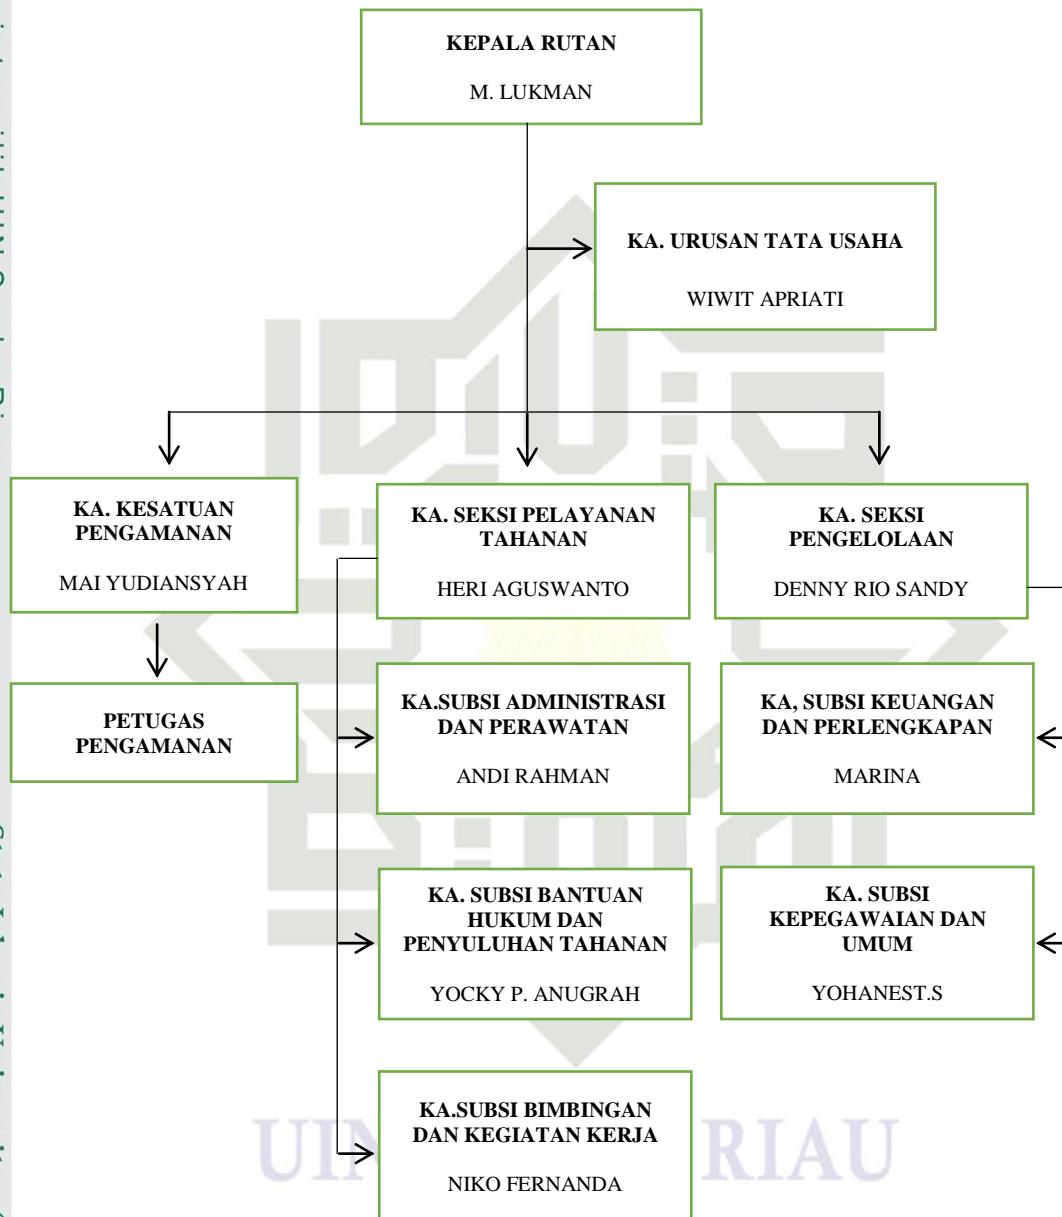 KEPALA RUTAN
M. LUKMAN
KA. URUSAN TATA USAHA
WIWIT APRIATI
KA. KESATUAN
PENGAMANAN
MAI YUDIANSYAH
KA. SEKSI PELAYANAN
TAHANAN
HERI AGUSWANTO
KA. SEKSI
PENGELOLAAN
DENNY RIO SANDY
PETUGAS
PENGAMANAN
KA.SUBSI ADMINISTRASI
DAN PERAWATAN
ANDI RAHMAN
KA, SUBSI KEUANGAN
DAN PERLENGKAPAN
MARINA
KA. SUBSI BANTUAN
HUKUM DAN
PENYULUHAN TAHANAN
YOCKY P. ANUGRAH
KA. SUBSI
KEPEGAWAIAN DAN
UMUM
YOHANEST.S
KA.SUBSI BIMBINGAN
DAN KEGIATAN KERJA
NIKO FERNANDA
UIN RIAU